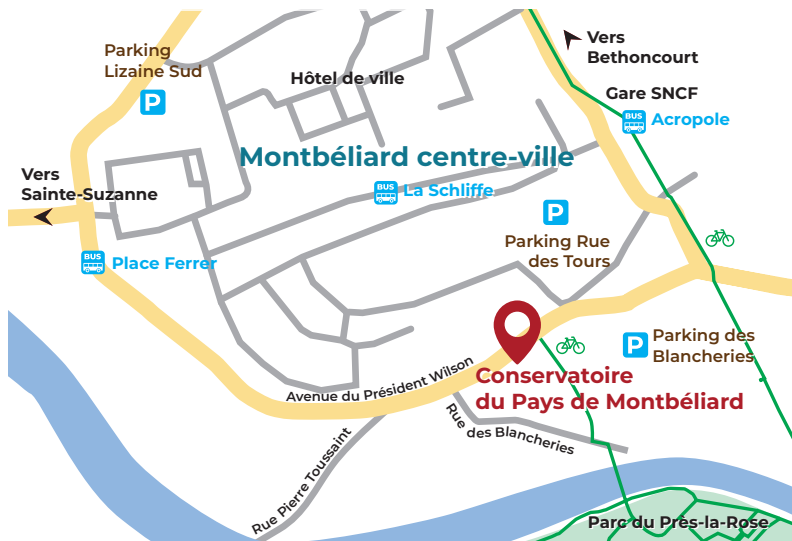 Vers
Bethoncourt
Parking
Lizaine Sud
P
Hôtel de ville
Gare SNCF
BUS
Acropole
Montbéliard centre-ville
Vers
Sainte-Suzanne
BUS
La Schliffe
P
Parking Rue
des Tours
BUS
Place Ferrer
P
Parking des
Blancheries
Conservatoire
du Pays de Montbéliard
Avenue du Président Wilson
Rue des Blancheries
Rue Pierre Toussaint
Parc du Près-la-Rose